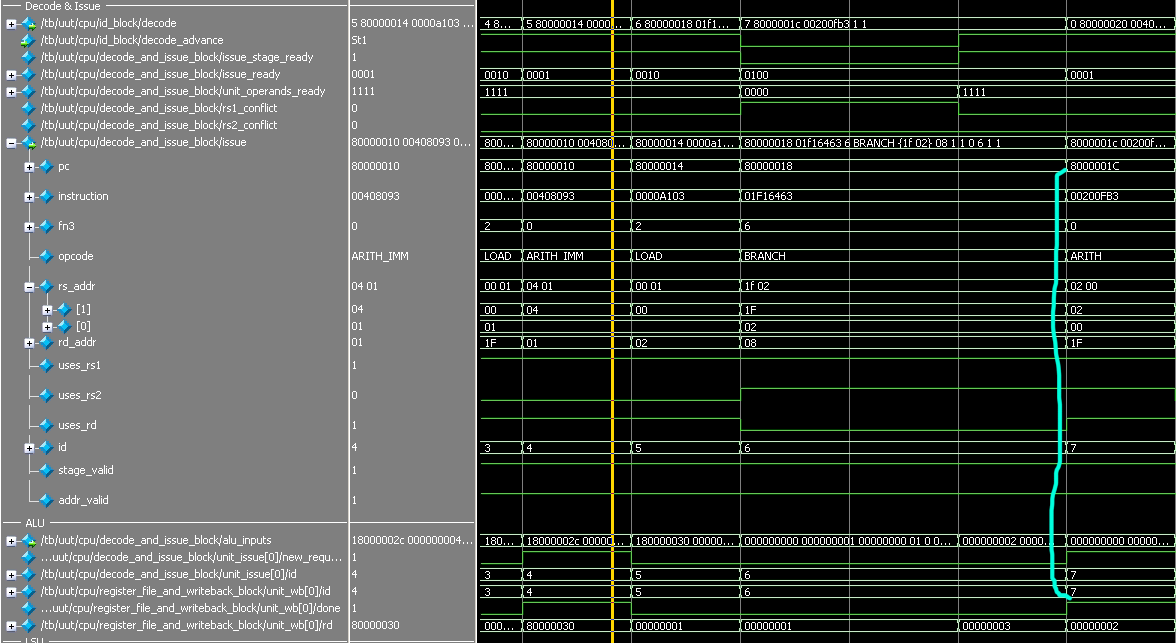 Decode & Issue
/tb/uut/cpu/id_block/decode 5 80000014 0000a103 ... 4 8... 5 80000014 0000... 6 80000018 01f1... 7 8000001c 00200fb3 1 1 0 80000020 0040...
/tb/uut/cpu/id_block/decode_advance St1
/tb/uut/cpu/decode_and_issue_block/issue_stage_ready 1
/tb/uut/cpu/decode_and_issue_block/issue_ready 0001 0010 0001 0010 0100 0001
/tb/uut/cpu/decode_and_issue_block/unit_operands_ready 1111 1111 0000 1111
/tb/uut/cpu/decode_and_issue_block/rs1_conflict 0
/tb/uut/cpu/decode_and_issue_block/rs2_conflict 0
/tb/uut/cpu/decode_and_issue_block/issue 80000010 00408093 0... 800... 80000010 004080... 80000014 0000a1... 80000018 01f16463 6 BRANCH {1f 02} 08 1 1 0 6 1 1 8000001c 00200f...
pc 80000010 800... 80000010 80000014 80000018 8000001C
instruction 00408093 000... 00408093 0000A103 01F16463 00200FB3
fn3 0 2 0 2 6 0
opcode ARITH_IMM LOAD ARITH_IMM LOAD BRANCH ARITH
rs_addr 04 01 00 01 04 01 00 01 1f 02 02 00
[1] 04 00 04 00 1F 02
[0] 01 01 02 00
rd_addr 01 1F 01 02 08 1F
uses_rs1 1
uses_rs2 0
uses_rd 1
id 4 3 4 5 6 7
stage_valid 1
addr_valid 1
ALU
/tb/uut/cpu/decode_and_issue_block/alu_inputs 18000002c 000000004... 180... 18000002c 00000... 180000030 00000... 000000000 000000001 00000000 01 0 0... 000000002 0000... 000000000 00000...
...uut/cpu/decode_and_issue_block/unit_issue[0]/new_requ... 1
/tb/uut/cpu/decode_and_issue_block/unit_issue[0]/id 4 3 4 5 6 7
/tb/uut/cpu/register_file_and_writeback_block/unit_wb[0]/id 4 3 4 5 6 7
...uut/cpu/register_file_and_writeback_block/unit_wb[0]/done 1
/tb/uut/cpu/register_file_and_writeback_block/unit_wb[0]/rd 80000030 000... 80000030 00000001 00000001 00000003 00000002